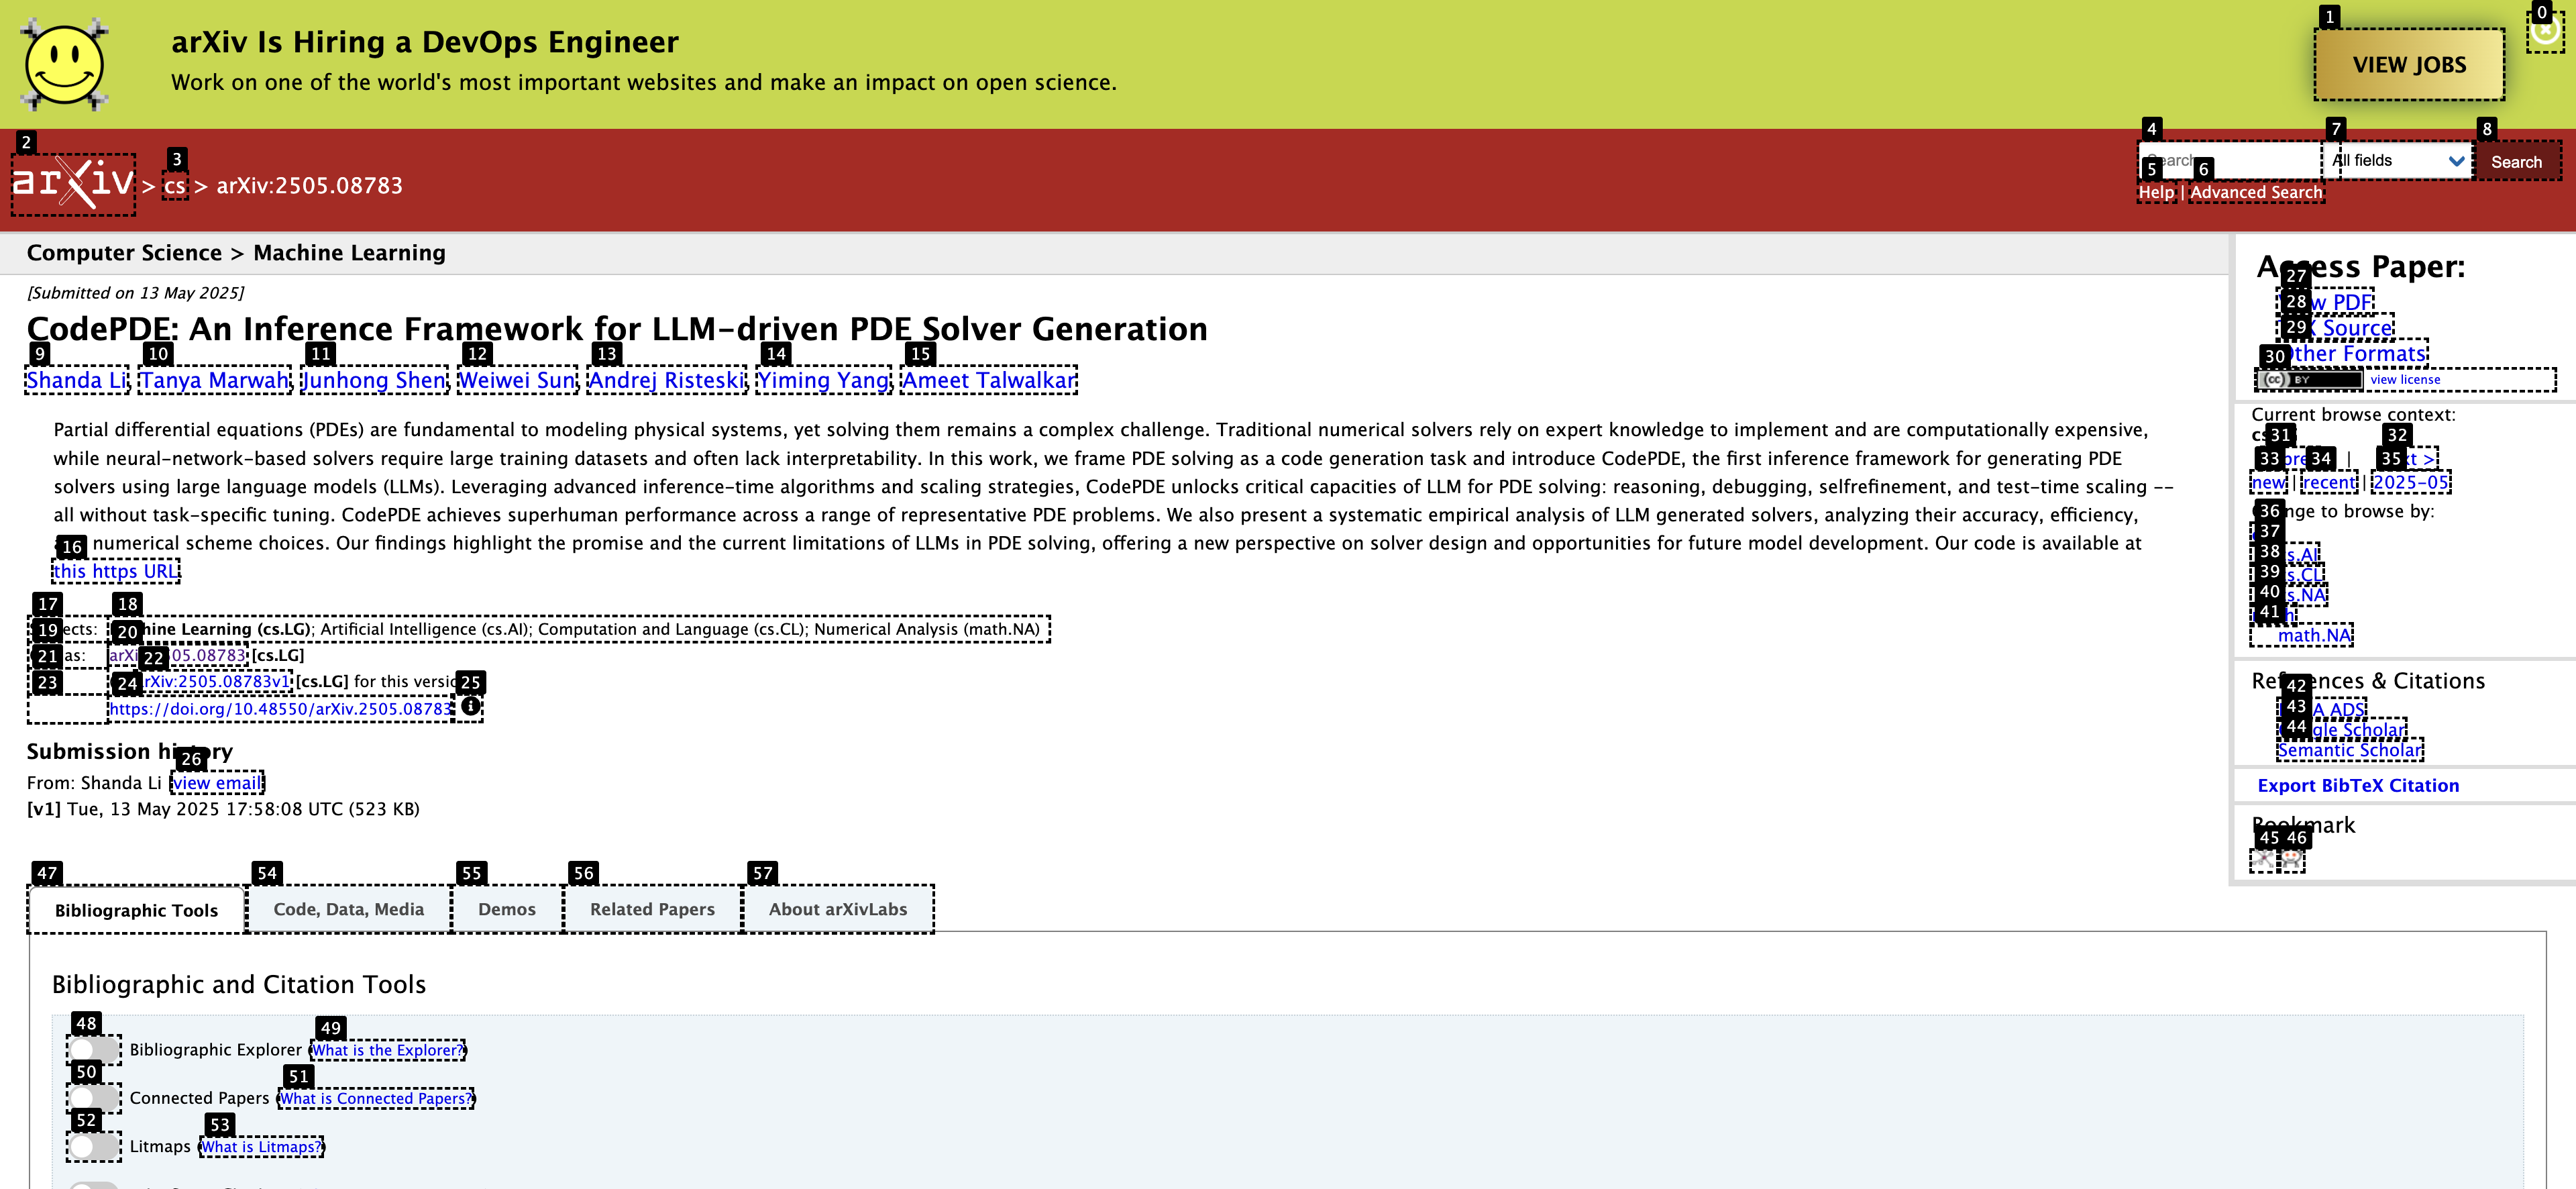 arXiv Is Hiring a DevOps Engineer
Work on one of the world's most important websites and make an impact on open science.
1
VIEW JOBS
0
2
arXiv > cs > arXiv:2505.08783
3
4
7
8
All fields
Search
5
6
Help | Advanced Search
Computer Science > Machine Learning
[Submitted on 13 May 2025]
CodePDE: An Inference Framework for LLM-driven PDE Solver Generation
9 10 11 12 13 14 15
Shanda Li, Tanya Marwah, Junhong Shen, Weiwei Sun, Andrej Risteski, Yiming Yang, Ameet Talwalkar
Partial differential equations (PDEs) are fundamental to modeling physical systems, yet solving them remains a complex challenge. Traditional numerical solvers rely on expert knowledge to implement and are computationally expensive,
while neural-network-based solvers require large training datasets and often lack interpretability. In this work, we frame PDE solving as a code generation task and introduce CodePDE, the first inference framework for generating PDE
solvers using large language models (LLMs). Leveraging advanced inference-time algorithms and scaling strategies, CodePDE unlocks critical capacities of LLM for PDE solving: reasoning, debugging, selfrefinement, and test-time scaling --
all without task-specific tuning. CodePDE achieves superhuman performance across a range of representative PDE problems. We also present a systematic empirical analysis of LLM generated solvers, analyzing their accuracy, efficiency,
16 numerical scheme choices. Our findings highlight the promise and the current limitations of LLMs in PDE solving, offering a new perspective on solver design and opportunities for future model development. Our code is available at
this https URL.
17 18
19 20 Learning (cs.LG); Artificial Intelligence (cs.AI); Computation and Language (cs.CL); Numerical Analysis (math.NA)
21 22 [cs.LG]
23 24 arXiv:2505.08783v1 [cs.LG] for this 25
https://doi.org/10.48550/arXiv.2505.08783
Submission
26
From: Shanda Li view email
[v1] Tue, 13 May 2025 17:58:08 UTC (523 KB)
47 54 55 56 57
Bibliographic Tools
Code, Data, Media
Demos
Related Papers
About arXivLabs
Bibliographic and Citation Tools
48 49
Bibliographic Explorer (What is the Explorer?)
50 51
Connected Papers (What is Connected Papers?)
52 53
Litmaps (What is Litmaps?)
Paper:
27
28 PDF
29 Source
30 Other Formats
CC BY view license
Current browse context:
31 32
33 34 | 35 >
new | recent | 2025-05
36 to browse by:
37
38 cs.AI
39 cs.CL
40 cs.NA
41
math.NA
& Citations
42
43 ADS
44 Scholar
Semantic Scholar
Export BibTeX Citation
Bookmark
45 46